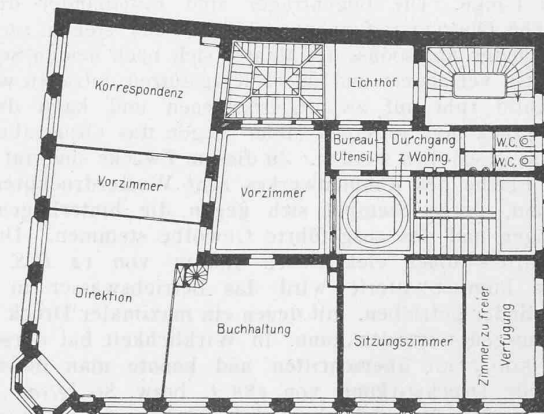 Korrespondenz
Lichthof
Bureau
Utensil.
Durchgang
z Wohng.
W.C.
W.C.
Vorzimmer
Vorzimmer
Direktion
Buchhaltung
Sitzungszimmer
Zimmer zu freier
Verfügung